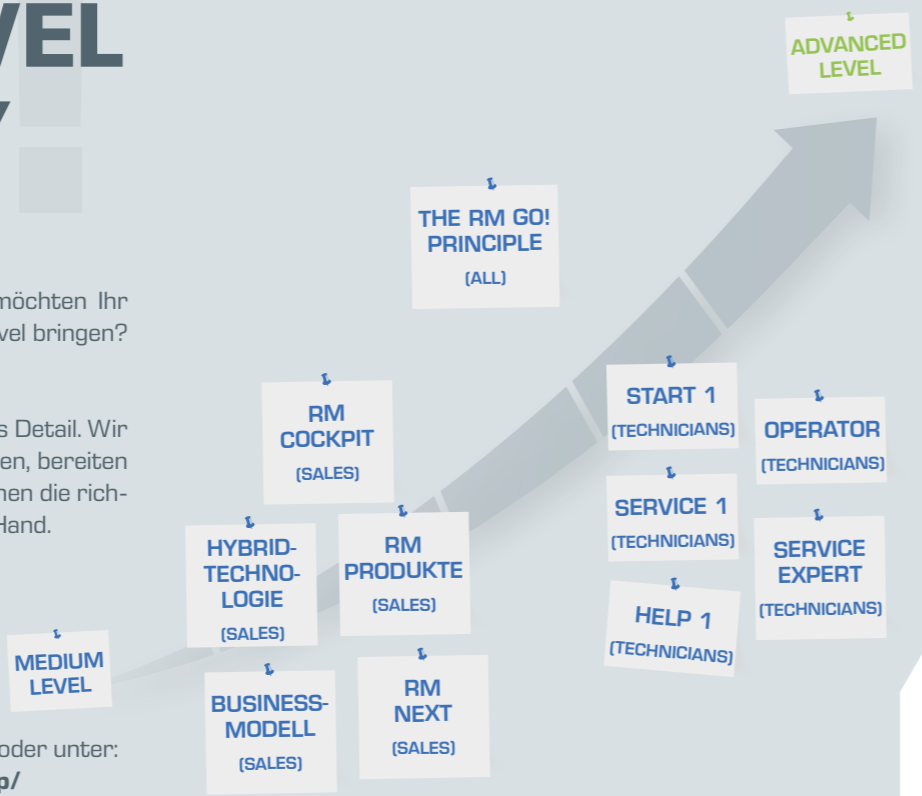 VEL
möchten Ihr
vel bringen?
s Detail. Wir
en, bereiten
nen die rich-
Hand.
oder unter:
p/
ADVANCED
LEVEL
THE RM GO!
PRINCIPLE
(ALL)
RM
COCKPIT
(SALES)
HYBRID-
TECHNO-
LOGIE
(SALES)
RM
PRODUKTE
(SALES)
MEDIUM
LEVEL
BUSINESS-
MODELL
(SALES)
RM
NEXT
(SALES)
START 1
(TECHNICIANS)
OPERATOR
(TECHNICIANS)
SERVICE 1
(TECHNICIANS)
SERVICE
EXPERT
(TECHNICIANS)
HELP 1
(TECHNICIANS)